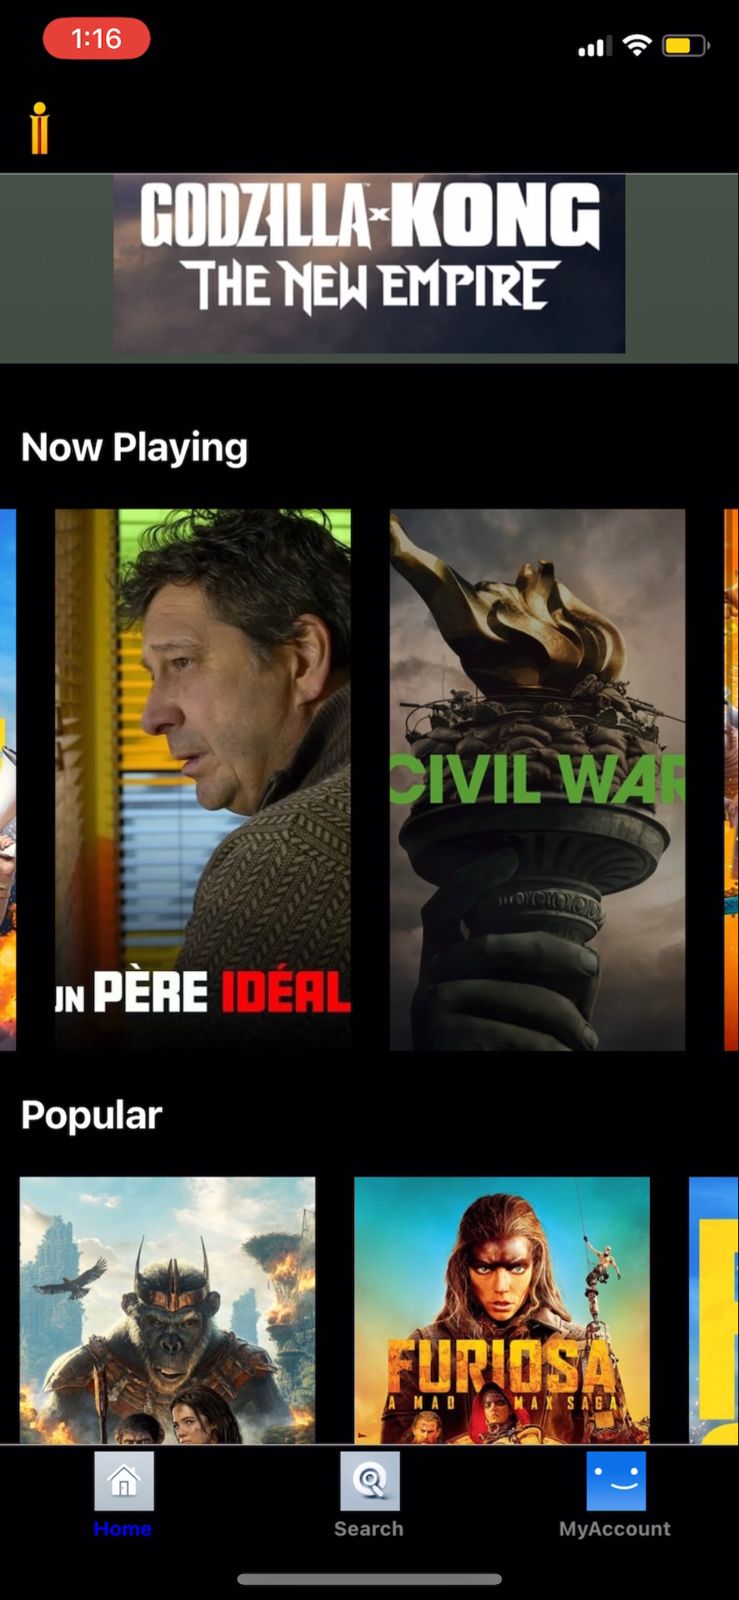 1:16
GODZILLA x KONG
THE NEW EMPIRE
Now Playing
UN PÈRE IDÉAL
CIVIL WAR
Popular
FURIOSA
A MAD MAX SAGA
Home
Search
MyAccount